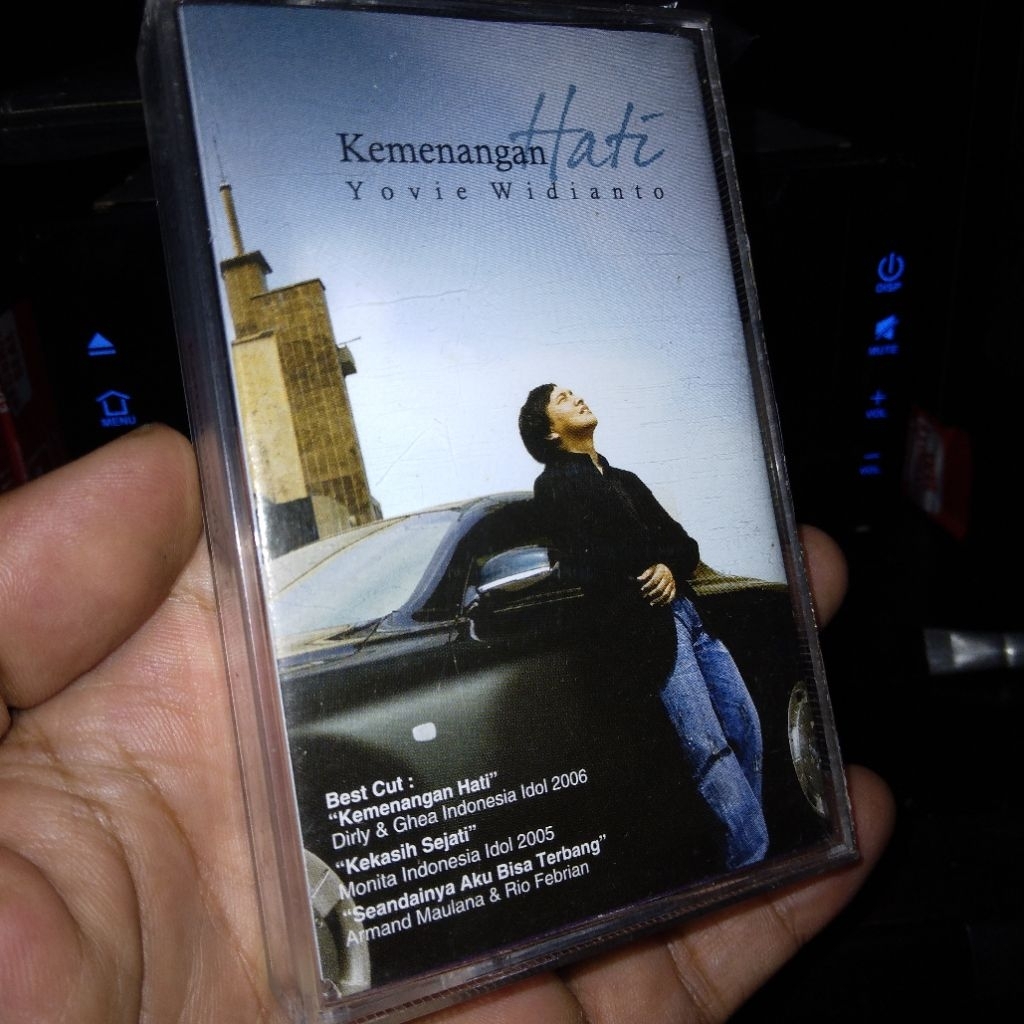 Kemenangan Hati
Yovie Widianto
Best Cut :
"Kemenangan Hati"
Dirly & Ghea Indonesia Idol 2006
"Kekasih Sejati"
Monita Indonesia Idol 2005
"Seandainya Aku Bisa Terbang"
Armand Maulana & Rio Febrian
MENU
DISP
MUTE
+
VOL
−
VOL